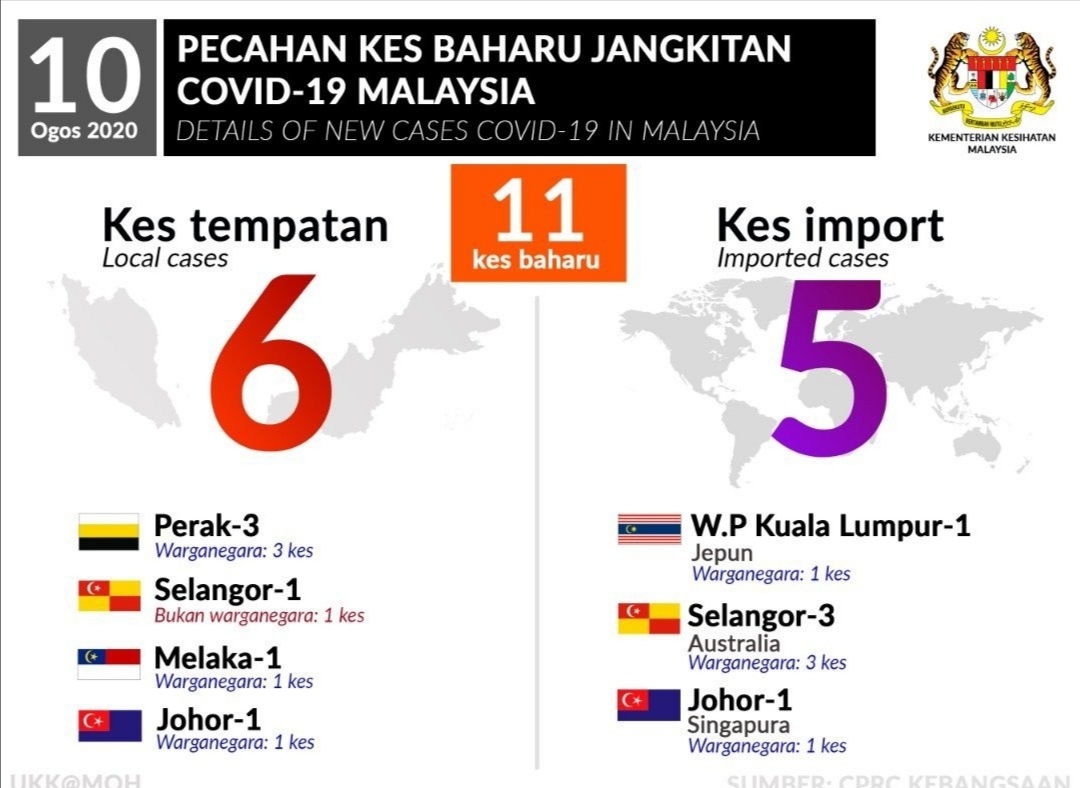 10
Ogos 2020
PECAHAN KES BAHARU JANGKITAN
COVID-19 MALAYSIA
DETAILS OF NEW CASES COVID-19 IN MALAYSIA
KEMENTERIAN KESIHATAN
MALAYSIA
11
kes baharu
Kes tempatan
Local cases
6
Perak-3
Warganegara: 3 kes
Selangor-1
Bukan warganegara: 1 kes
Melaka-1
Warganegara: 1 kes
Johor-1
Warganegara: 1 kes
Kes import
Imported cases
5
W.P Kuala Lumpur-1
Jepun
Warganegara: 1 kes
Selangor-3
Australia
Warganegara: 3 kes
Johor-1
Singapura
Warganegara: 1 kes
UKK@MOH
SUMBER: CPRC KEBANGSAAN